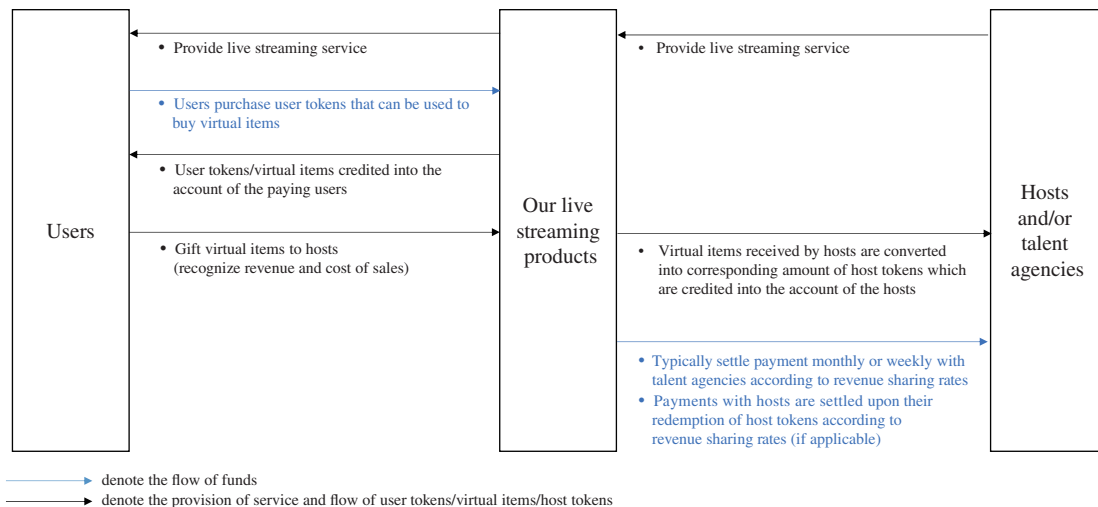 • Provide live streaming service
• Provide live streaming service
• Users purchase user tokens that can be used to
buy virtual items
• User tokens/virtual items credited into the
account of the paying users
Users
Our live
streaming
products
Hosts
and/or
talent
agencies
• Gift virtual items to hosts
(recognize revenue and cost of sales)
• Virtual items received by hosts are converted
into corresponding amount of host tokens which
are credited into the account of the hosts
• Typically settle payment monthly or weekly with
talent agencies according to revenue sharing rates
• Payments with hosts are settled upon their
redemption of host tokens according to
revenue sharing rates (if applicable)
denote the flow of funds
denote the provision of service and flow of user tokens/virtual items/host tokens